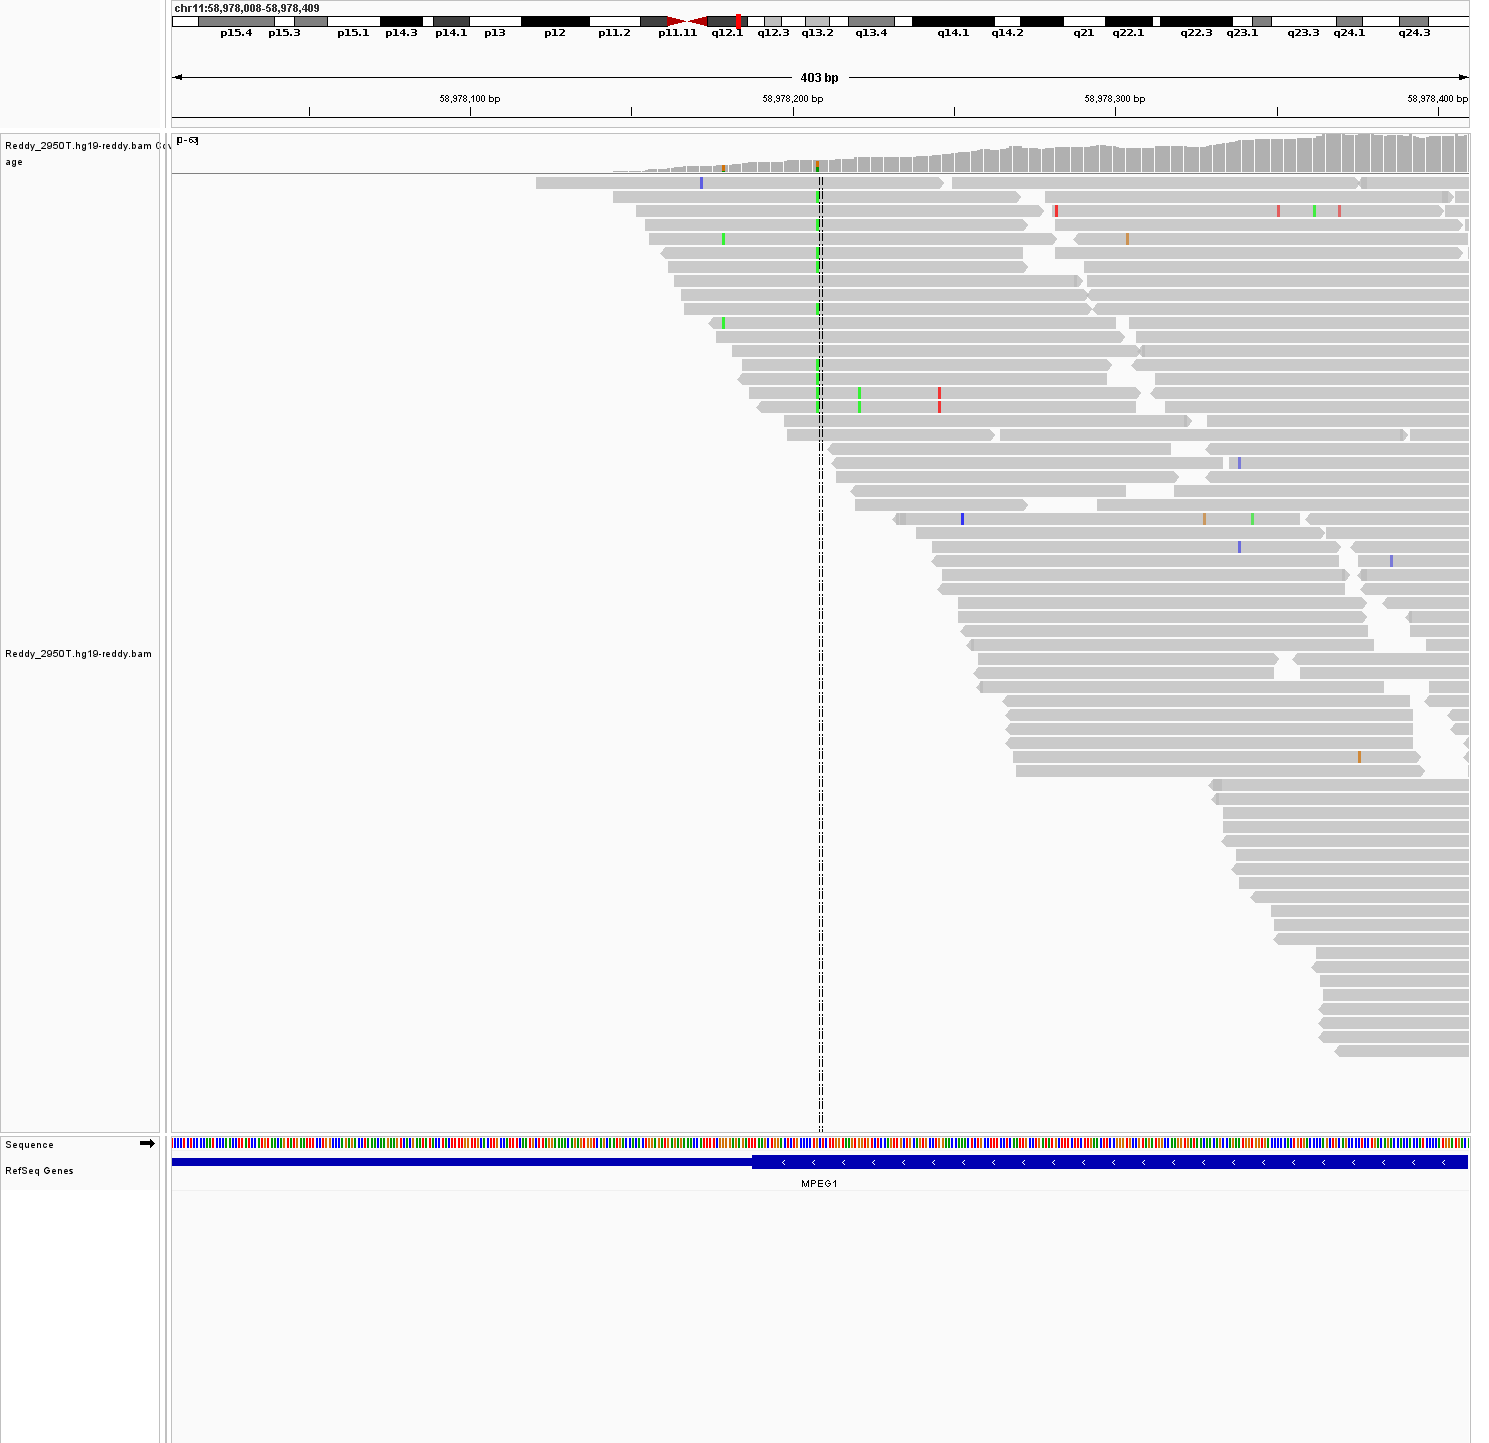 chr11:58,978,008-58,978,409
p15.4 p15.3 p15.1 p14.3 p14.1 p13 p12 p11.2 p11.11 q12.1 q12.3 q13.2 q13.4 q14.1 q14.2 q21 q22.1 q22.3 q23.1 q23.3 q24.1 q24.3
403 bp
58,978,100 bp 58,978,200 bp 58,978,300 bp 58,978,400 bp
Reddy_2950T.hg19-reddy.bam Cov
age
[0-63]
Reddy_2950T.hg19-reddy.bam
Sequence
RefSeq Genes
MPEG1